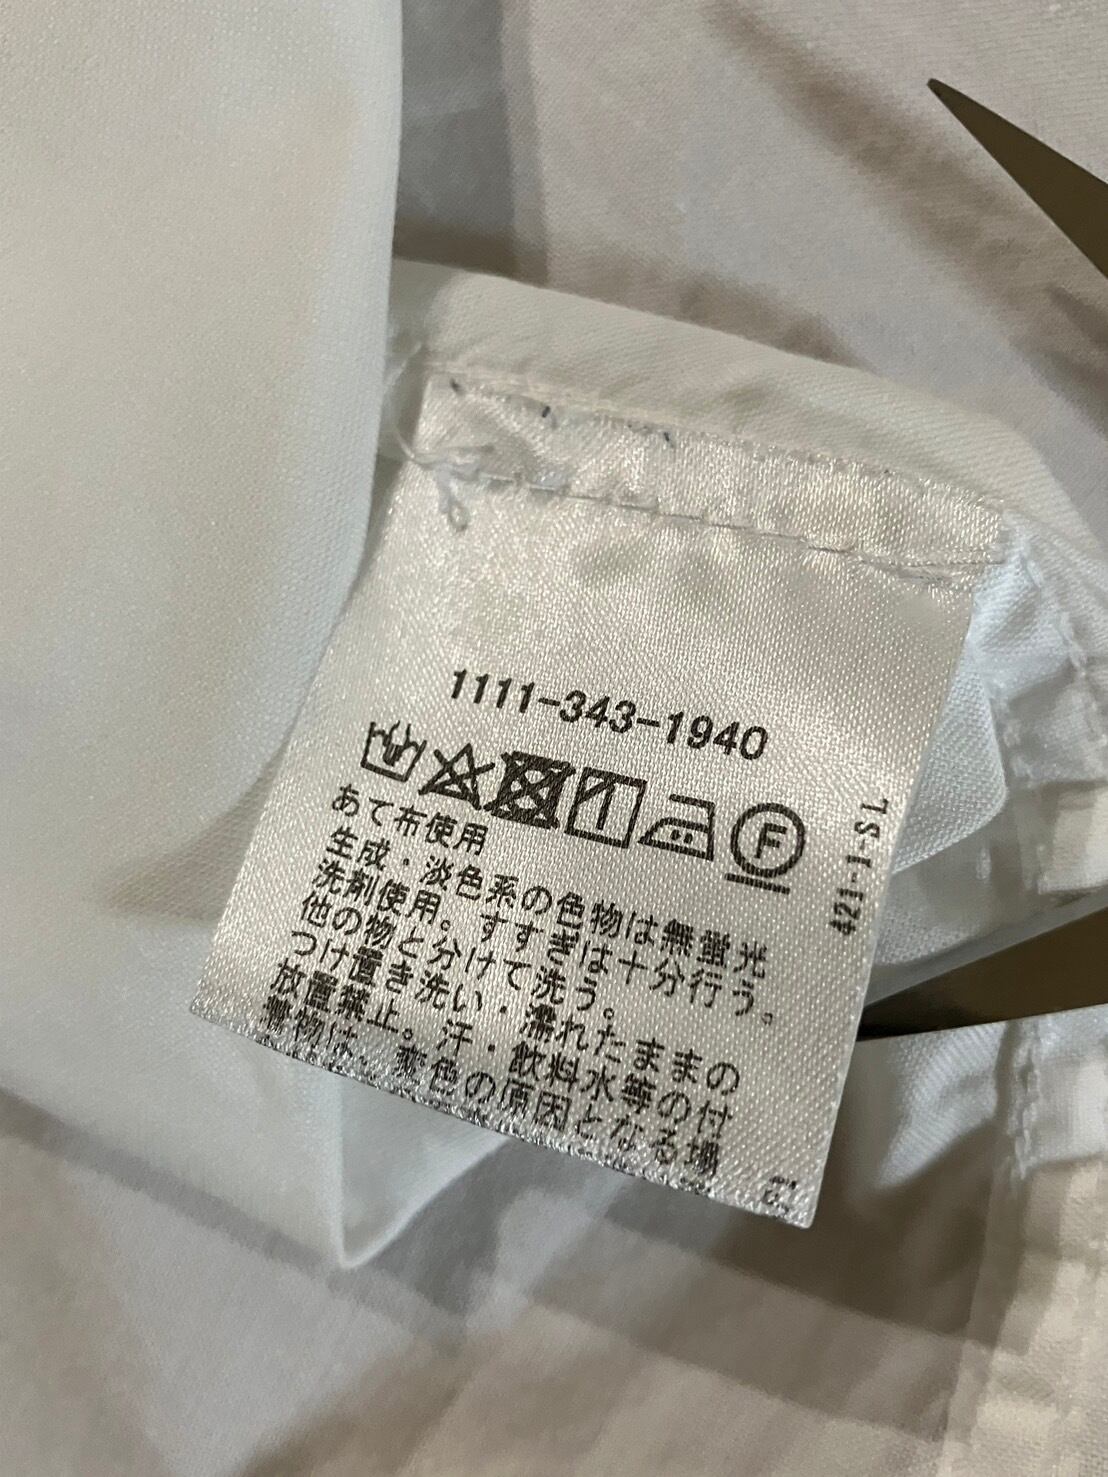 1111-343-1940
あて布使用
生成・淡色系の色物は無蛍光
洗剤使用。すすぎは十分行う。
他の物と分けて洗う。
つけ置き洗い・濡れたままの
放置禁止。汗・飲料水等の付
着物は、変色の原因となる場
421-1-SL
F